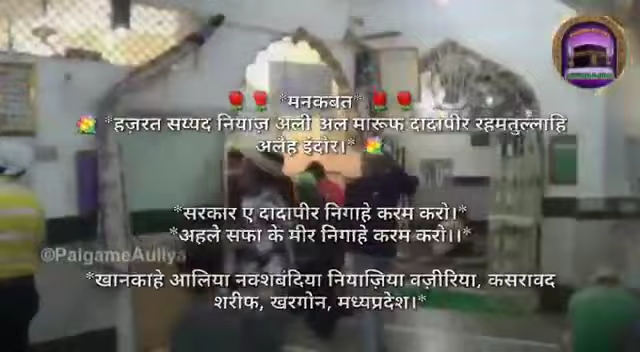 🌹🌹 *मनकबत* 🌹🌹
💐 *हज़रत सय्यद नियाज़ अली अल मारूफ दादापीर रहमतुल्लाहि
अलैह इंदौर।* 💐
*सरकार ए दादापीर निगाहे करम करो।*
*अहले सफा के मीर निगाहे करम करो।।*
@PaigameAuliya
*खानकाहे आलिया नक्शबंदिया नियाज़िया वज़ीरिया, कसरावद
शरीफ, खरगोन, मध्यप्रदेश।*